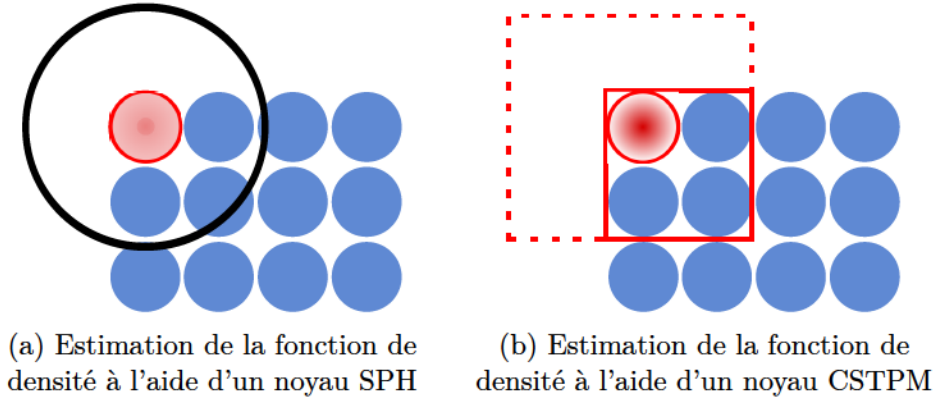 (a) Estimation de la fonction de
densité à l'aide d'un noyau SPH
(b) Estimation de la fonction de
densité à l'aide d'un noyau CSTPM